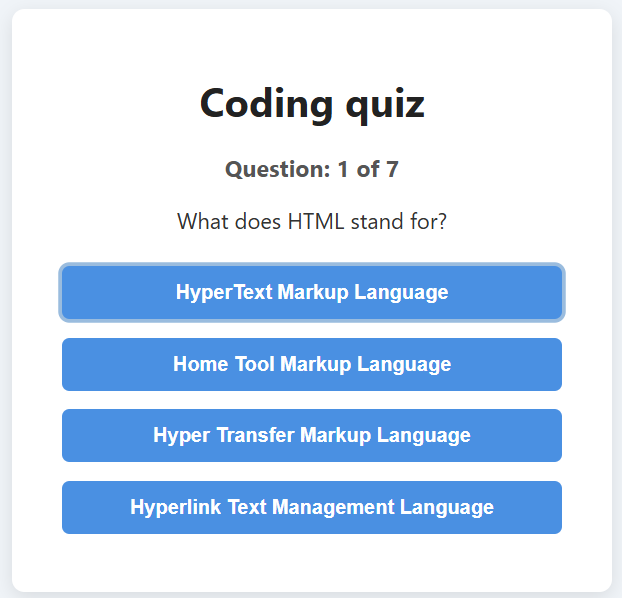 Coding quiz
Question: 1 of 7
What does HTML stand for?
HyperText Markup Language
Home Tool Markup Language
Hyper Transfer Markup Language
Hyperlink Text Management Language